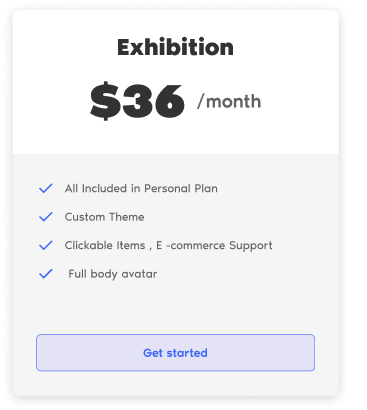 Exhibition
$36 /month
All Included in Personal Plan
Custom Theme
Clickable Items , E -commerce Support
Full body avatar
Get started